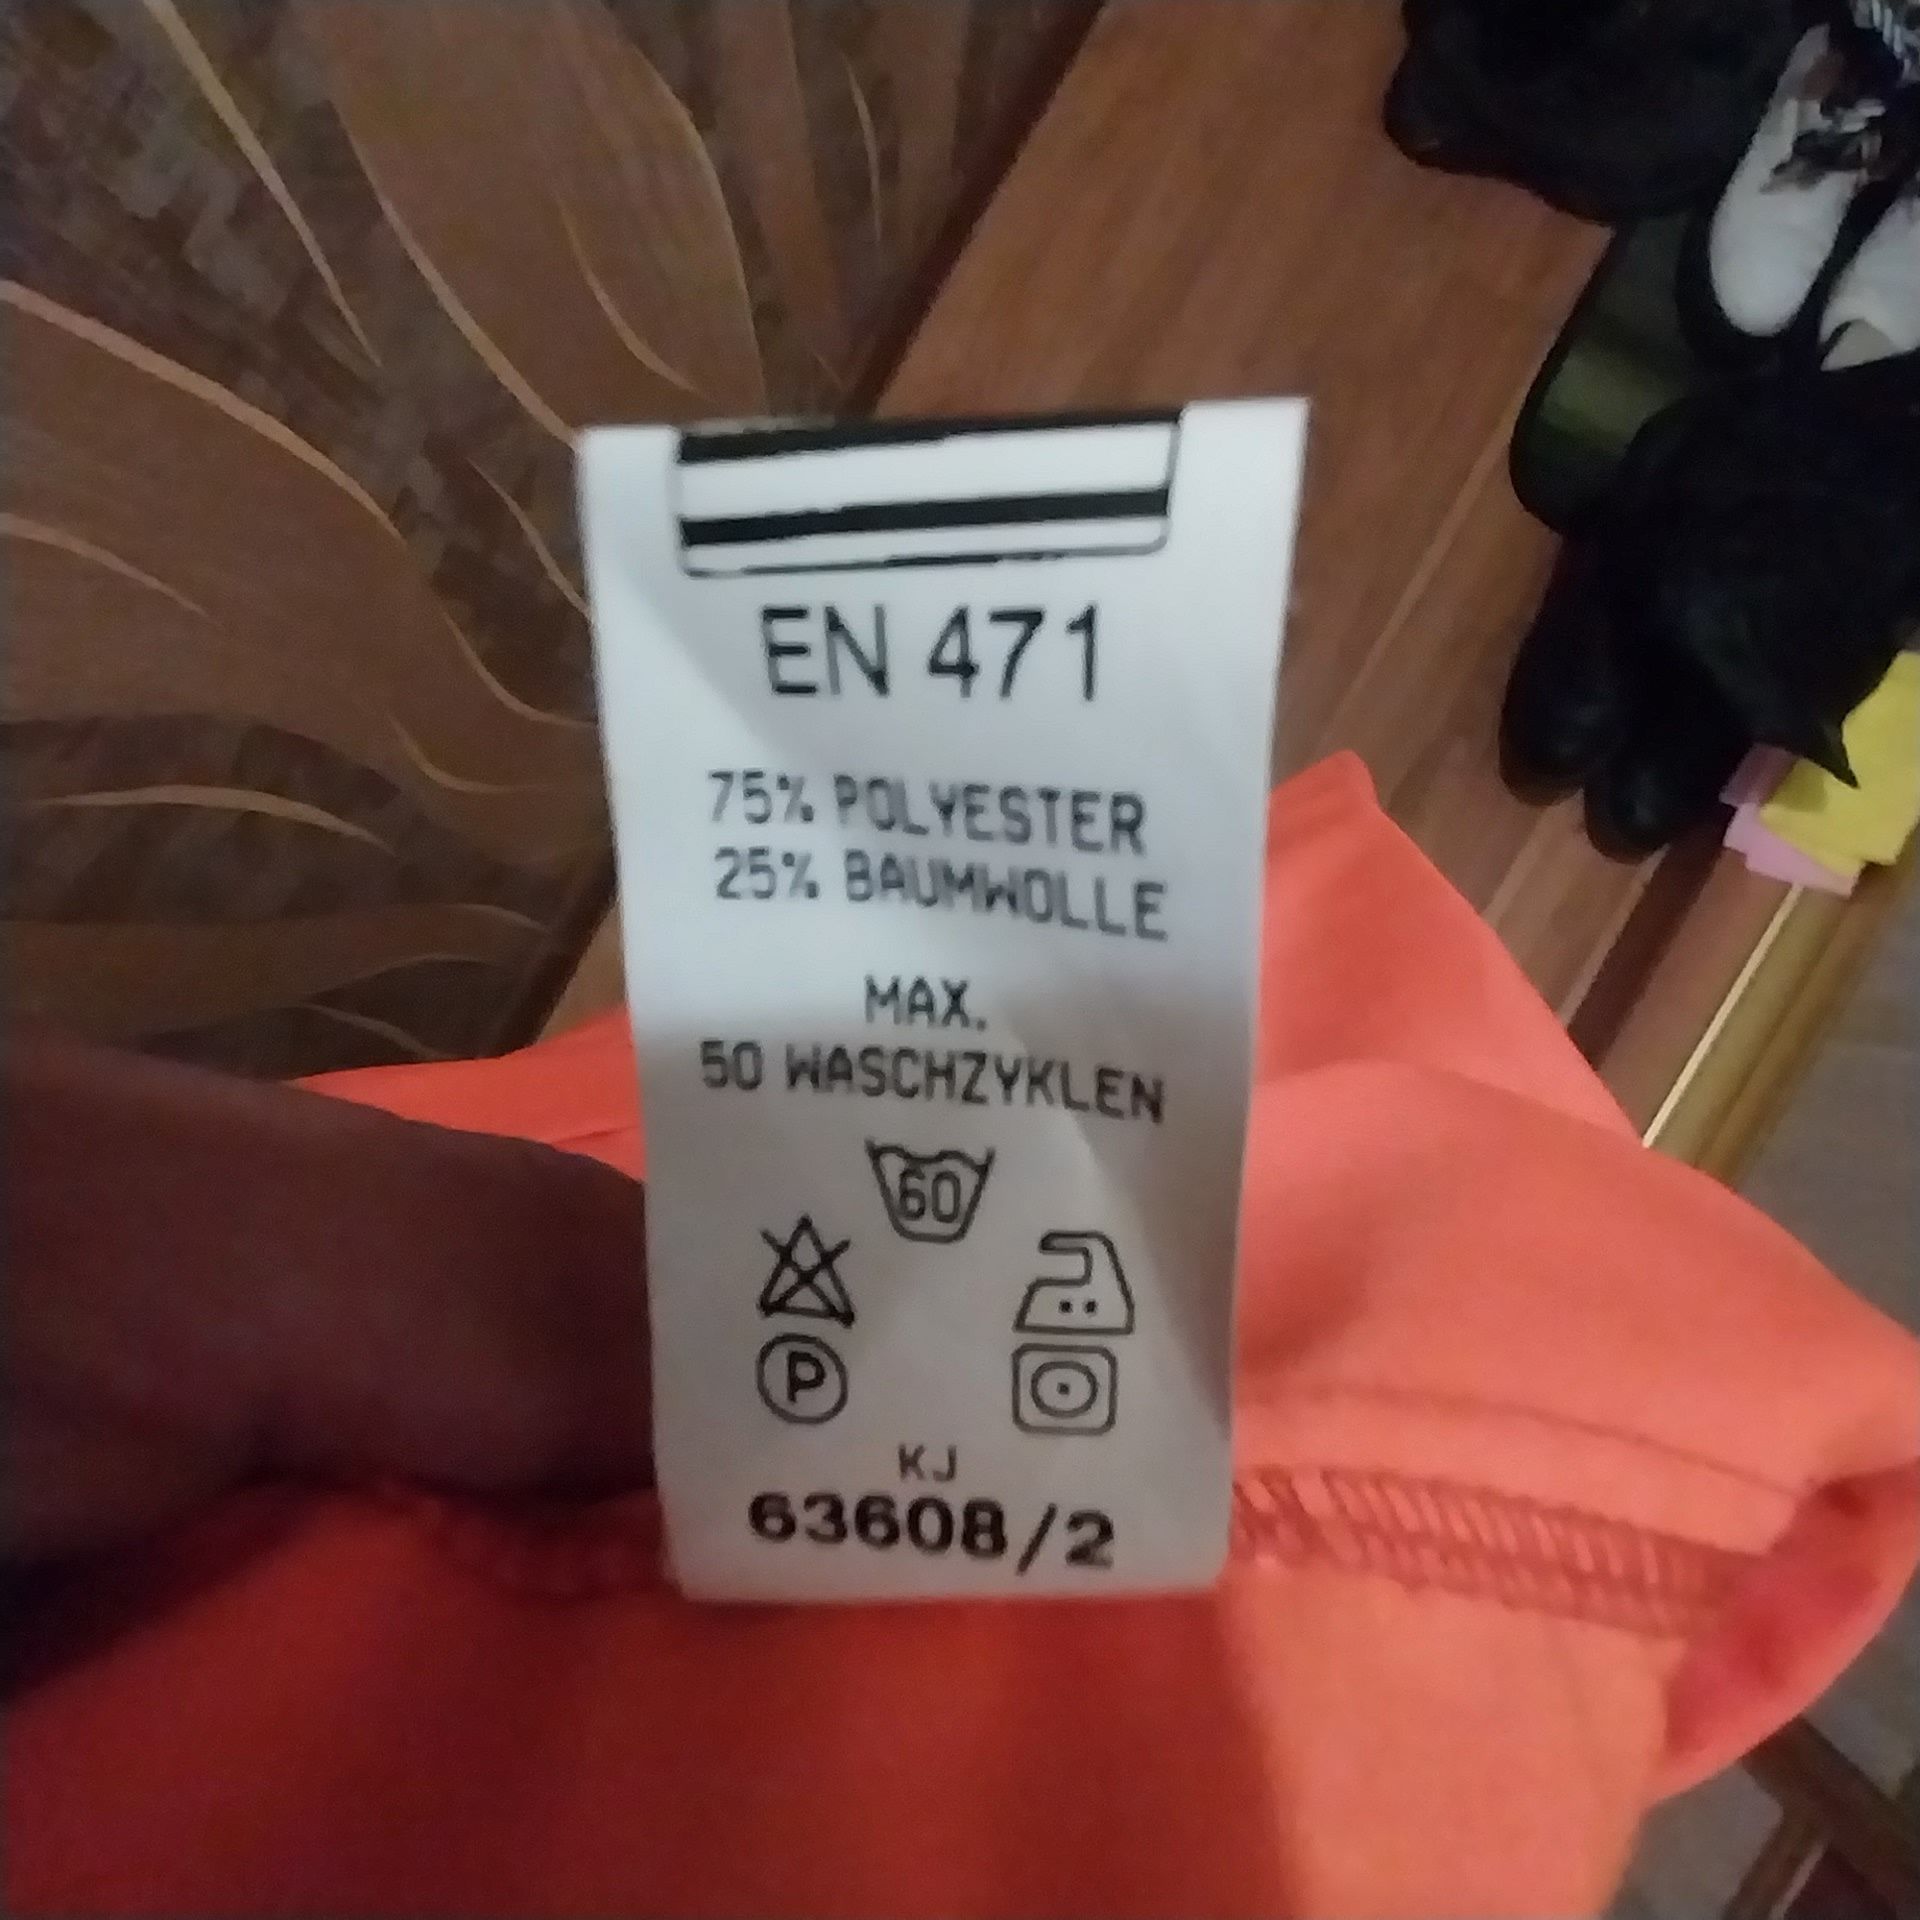 EN 471
75% POLYESTER
25% BAUMWOLLE
MAX.
50 WASCHZYKLEN
60
P
KJ
63608/2